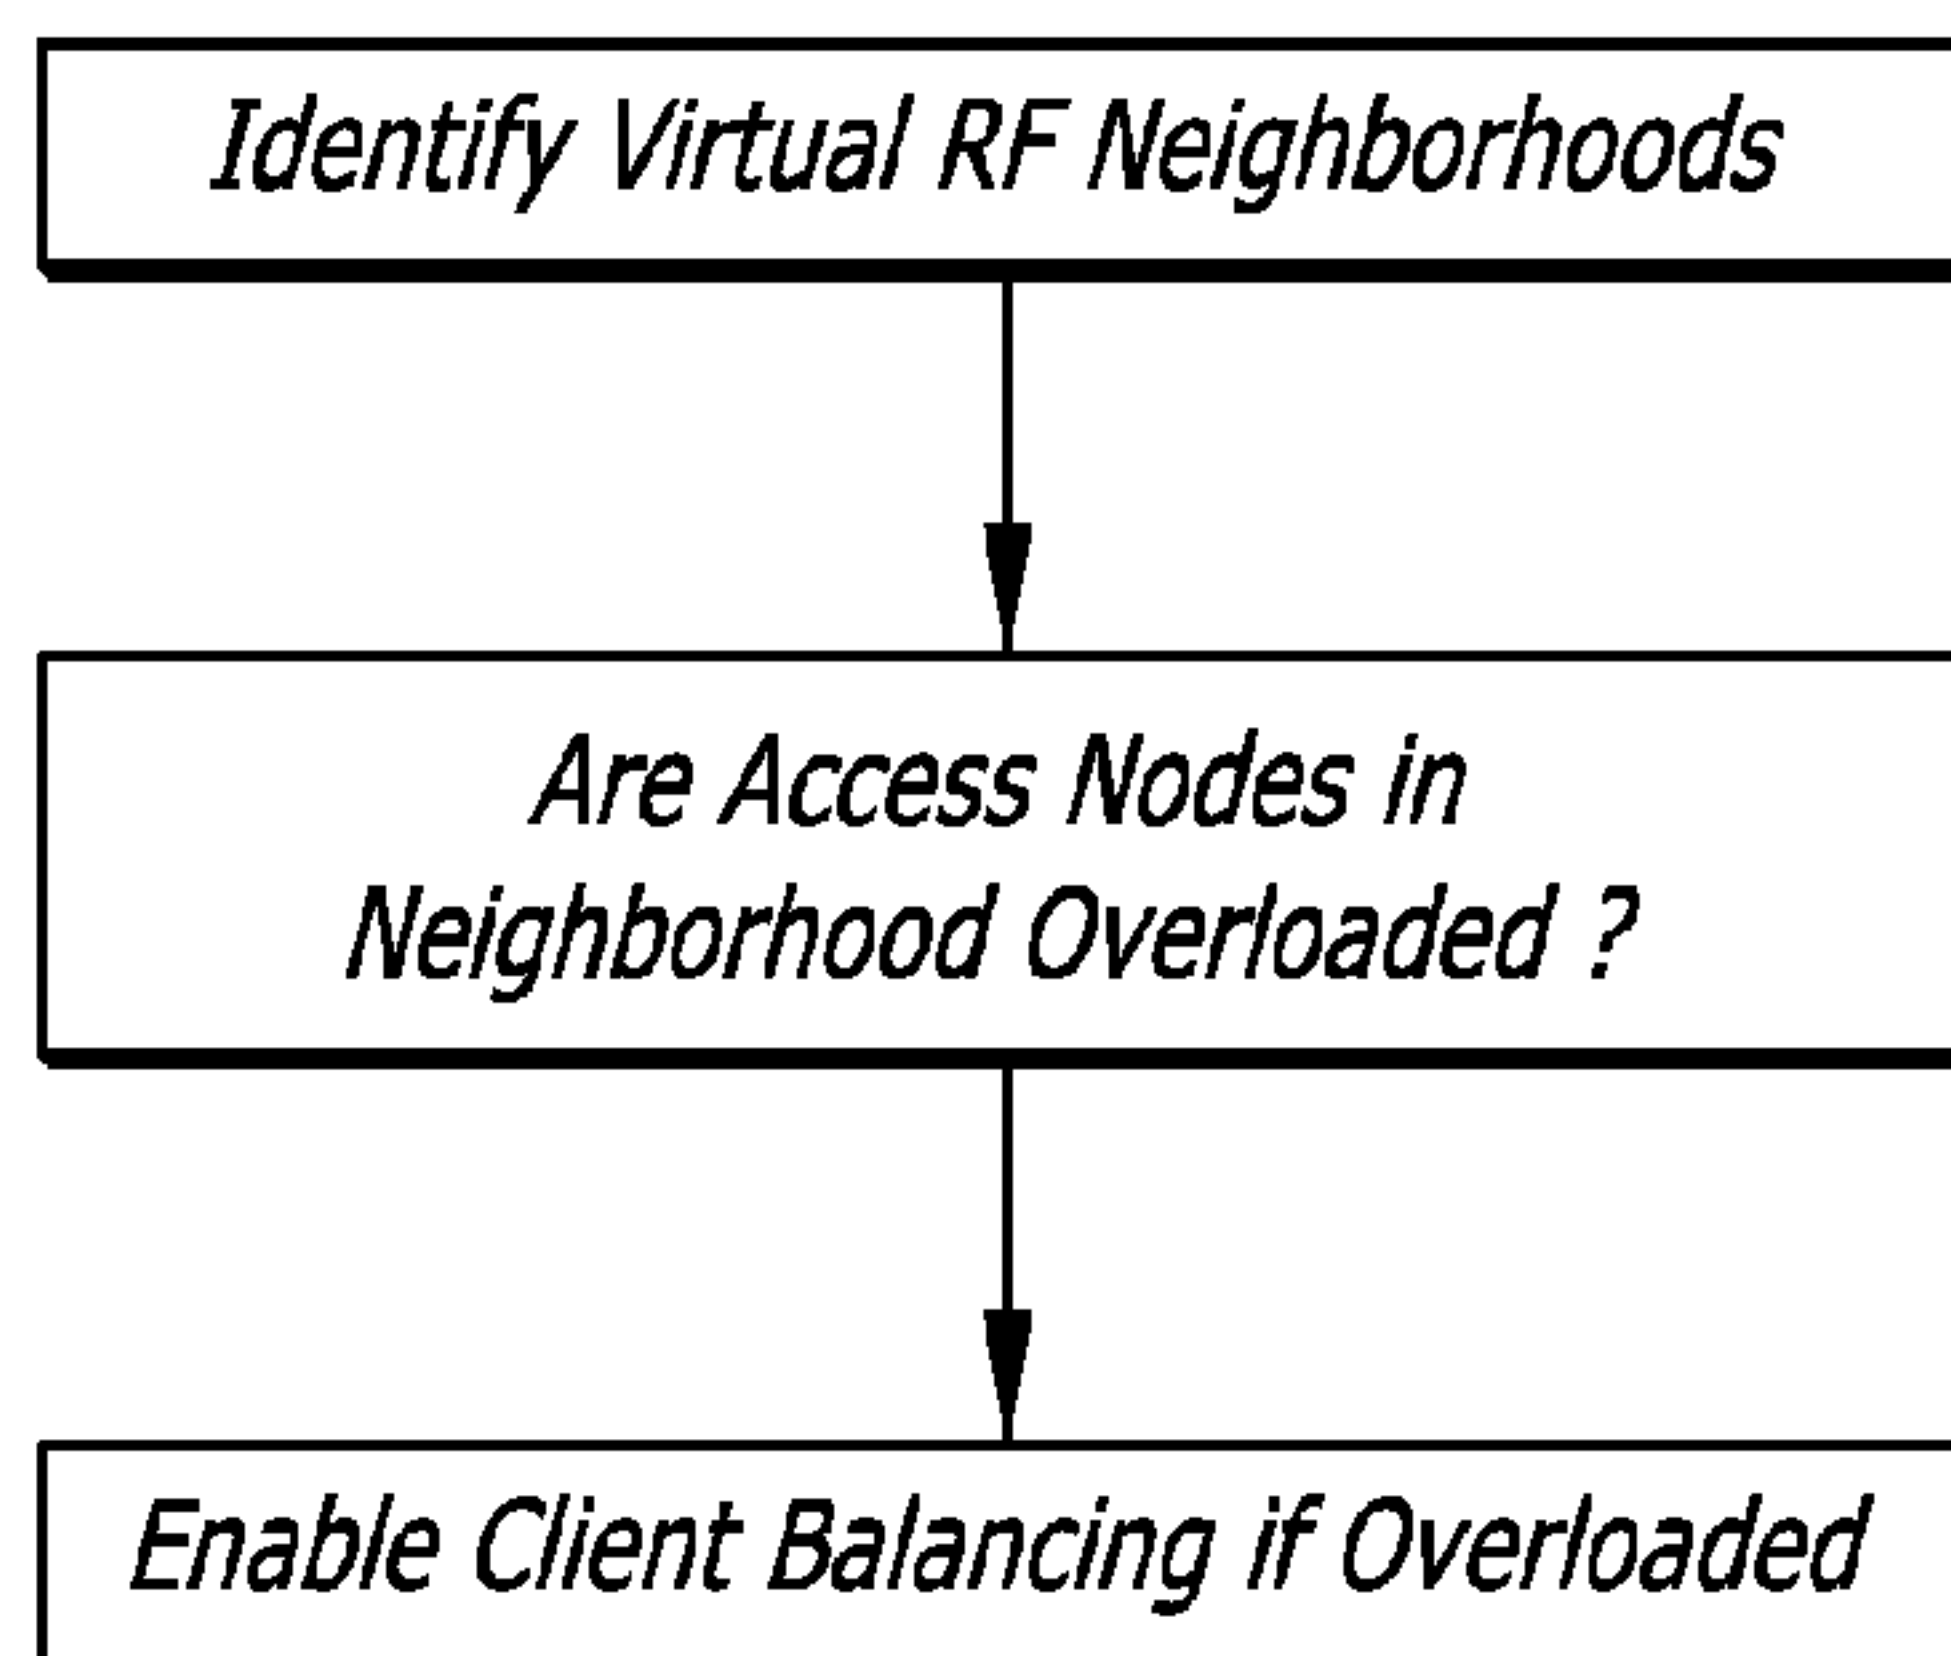 Identify Virtual RF Neighborhoods
Are Access Nodes in
Neighborhood Overloaded ?
Enable Client Balancing if Overloaded